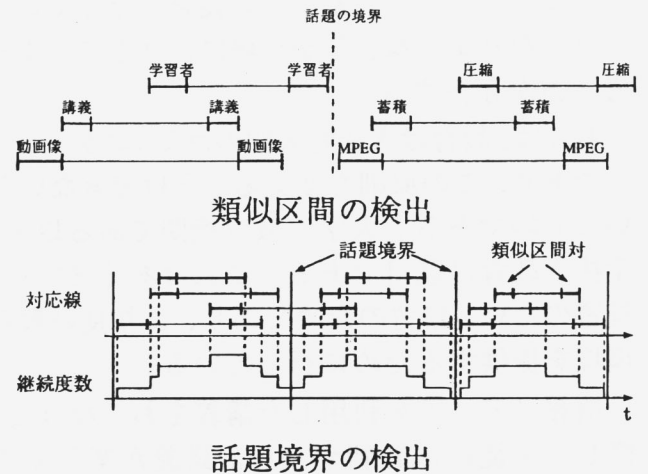 話題の境界
学習者 学習者 圧縮 圧縮
講義 講義 蓄積 蓄積
動画像 動画像 MPEG MPEG
類似区間の検出
話題境界 類似区間対
対応線
継続度数
t
話題境界の検出